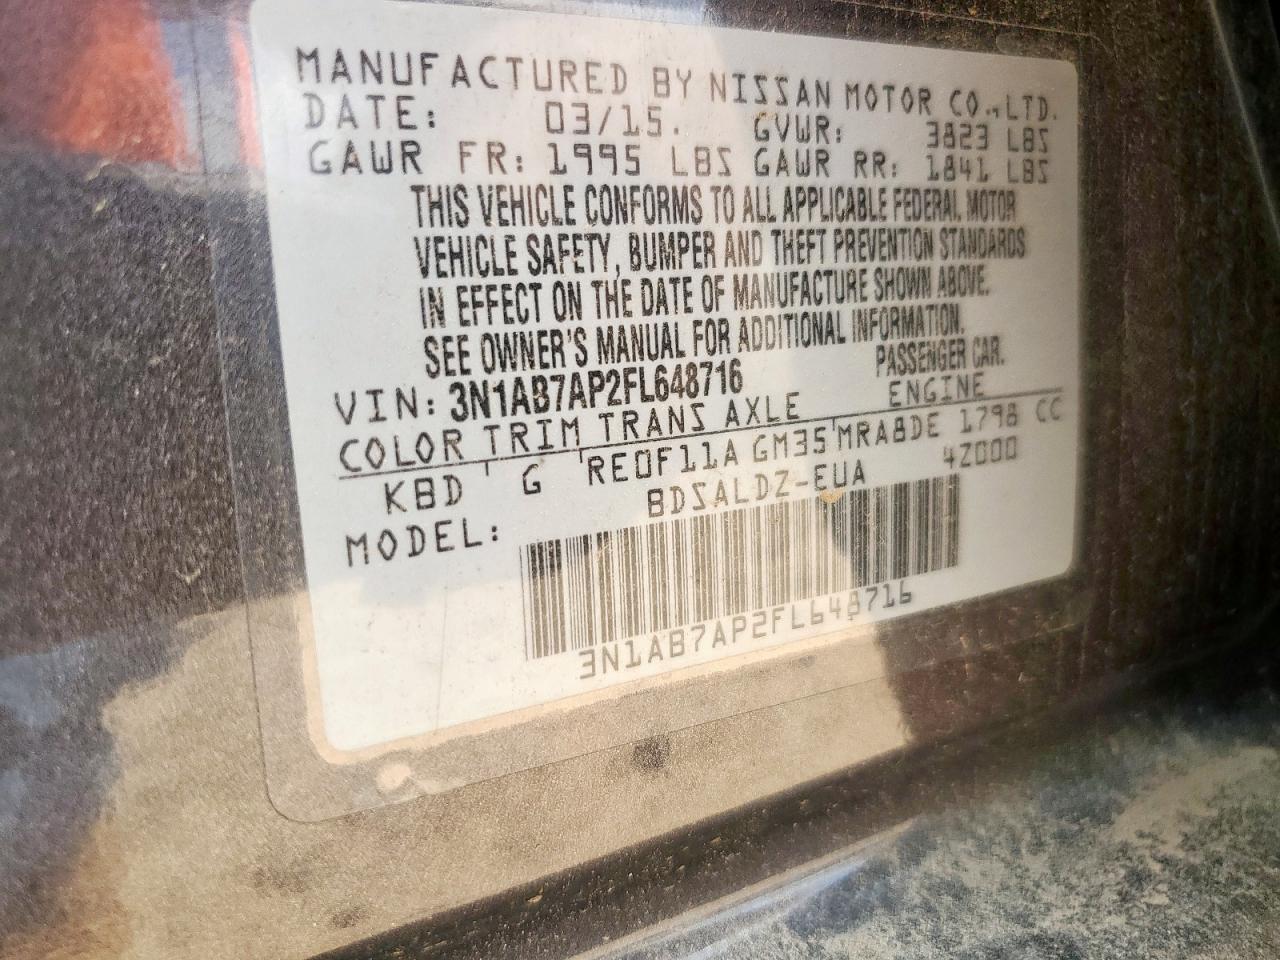 MANUFACTURED BY NISSAN MOTOR CO.,LTD.
DATE: 03/15. GVWR: 3823 LBS
GAWR FR: 1995 LBS GAWR RR: 1841 LBS
THIS VEHICLE CONFORMS TO ALL APPLICABLE FEDERAL MOTOR
VEHICLE SAFETY, BUMPER AND THEFT PREVENTION STANDARDS
IN EFFECT ON THE DATE OF MANUFACTURE SHOWN ABOVE.
SEE OWNER'S MANUAL FOR ADDITIONAL INFORMATION.
VIN: 3N1AB7AP2FL648716 PASSENGER CAR.
COLOR TRIM TRANS AXLE ENGINE
KBD G RE0F11A GM35 MRA8DE 1798 CC
MODEL: BDSALDZ-EUA 4Z000
3N1AB7AP2FL648716